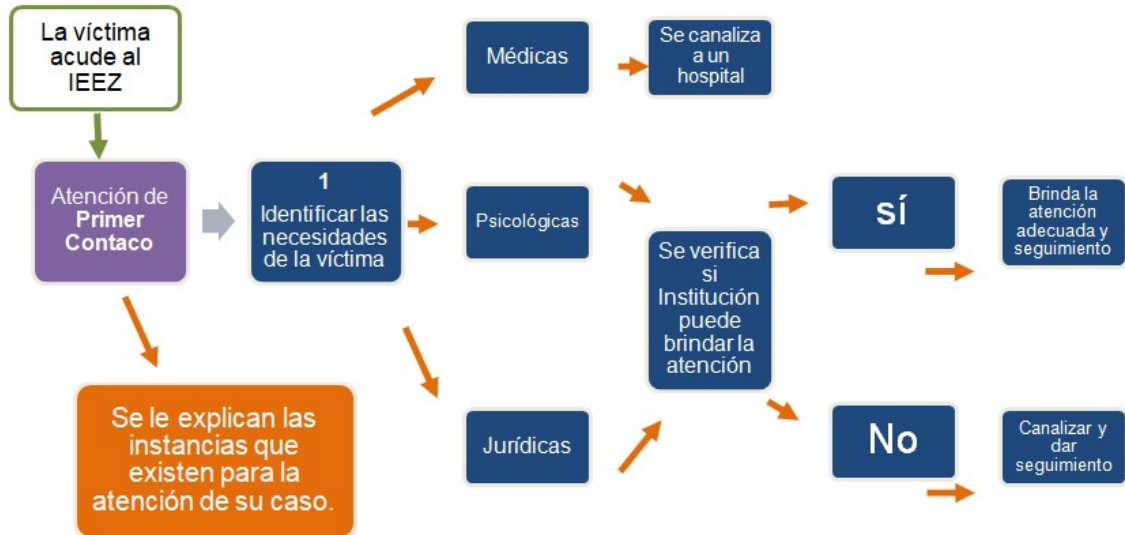 La víctima
acude al
IEEZ
Atención de
Primer
Contaco
Se le explican las
instancias que
existen para la
atención de su caso.
1
Identificar las
necesidades
de la víctima
Médicas
Se canaliza
a un
hospital
Psicológicas
Jurídicas
Se verifica
si
Institución
puede
brindar la
atención
sí
Brinda la
atención
adecuada y
seguimiento
No
Canalizar y
dar
seguimiento